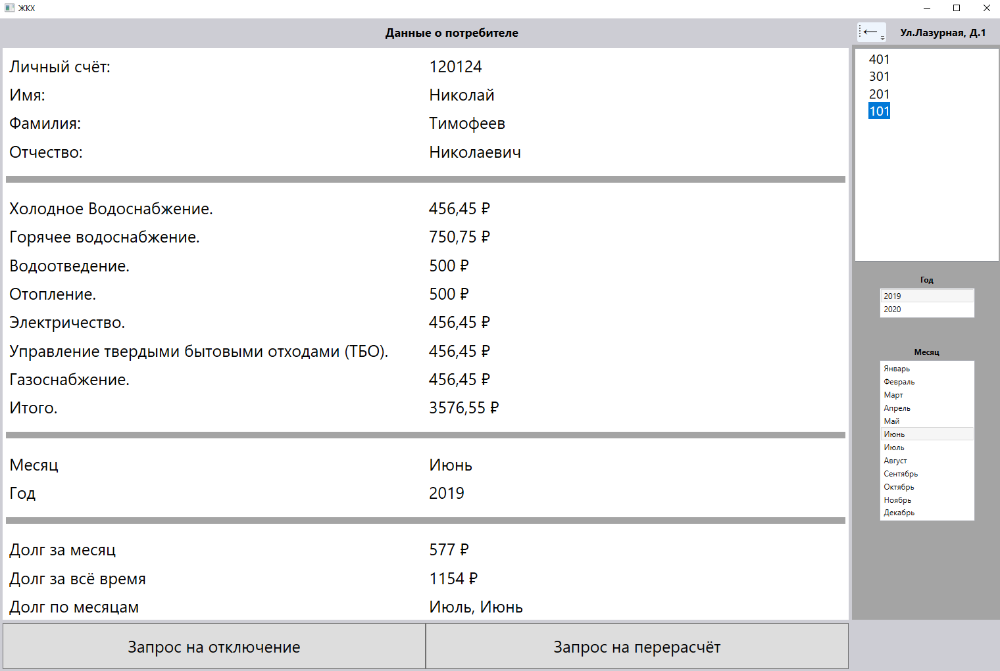 ЖКХ
Данные о потребителе
Личный счёт: 120124
Имя: Николай
Фамилия: Тимофеев
Отчество: Николаевич
Холодное Водоснабжение. 456,45 ₽
Горячее водоснабжение. 750,75 ₽
Водоотведение. 500 ₽
Отопление. 500 ₽
Электричество. 456,45 ₽
Управление твердыми бытовыми отходами (ТБО). 456,45 ₽
Газоснабжение. 456,45 ₽
Итого. 3576,55 ₽
Месяц Июнь
Год 2019
Долг за месяц 577 ₽
Долг за всё время 1154 ₽
Долг по месяцам Июль, Июнь
Запрос на отключение
Запрос на перерасчёт
Ул.Лазурная, Д.1
401
301
201
101
Год
2019
2020
Месяц
Январь
Февраль
Март
Апрель
Май
Июнь
Июль
Август
Сентябрь
Октябрь
Ноябрь
Декабрь